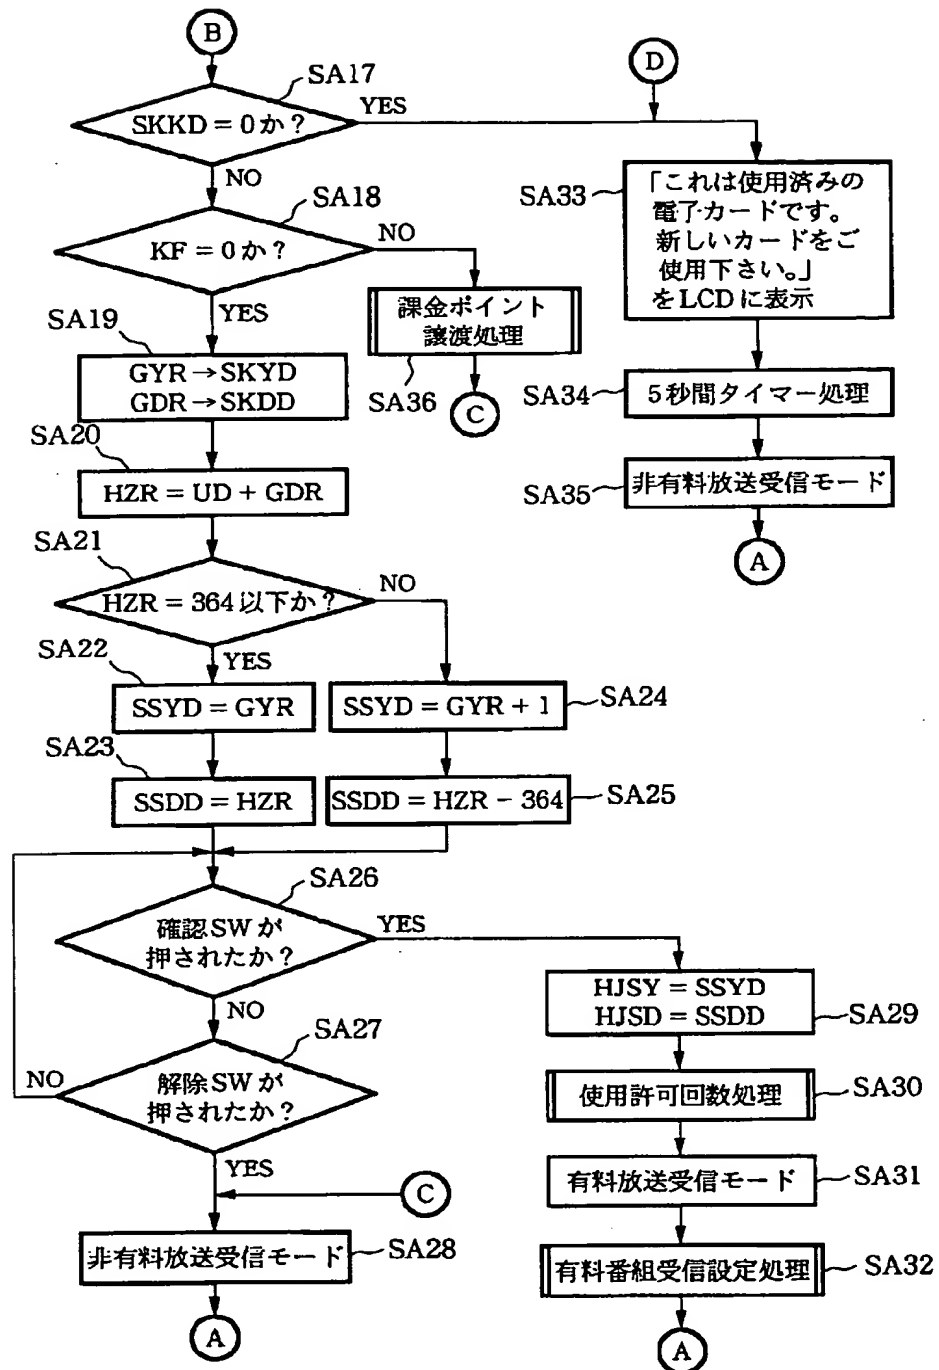 B
SA17
SKKD = 0か?
YES
NO
D
SA33
「これは使用済みの
電子カードです。
新しいカードをご
使用下さい。」
をLCDに表示
SA18
KF = 0か?
NO
YES
課金ポイント
譲渡処理
SA36
C
SA34
5秒間タイマー処理
SA35
非有料放送受信モード
A
SA19
GYR→SKYD
GDR→SKDD
SA20
HZR = UD + GDR
SA21
HZR = 364以下か?
NO
YES
SA22
SSYD = GYR
SSYD = GYR + 1
SA24
SA23
SSDD = HZR
SSDD = HZR − 364
SA25
SA26
確認SWが
押されたか?
YES
NO
HJSY = SSYD
HJSD = SSDD
SA29
SA27
解除SWが
押されたか?
NO
YES
使用許可回数処理
SA30
有料放送受信モード
SA31
C
非有料放送受信モード
SA28
有料番組受信設定処理
SA32
A
A